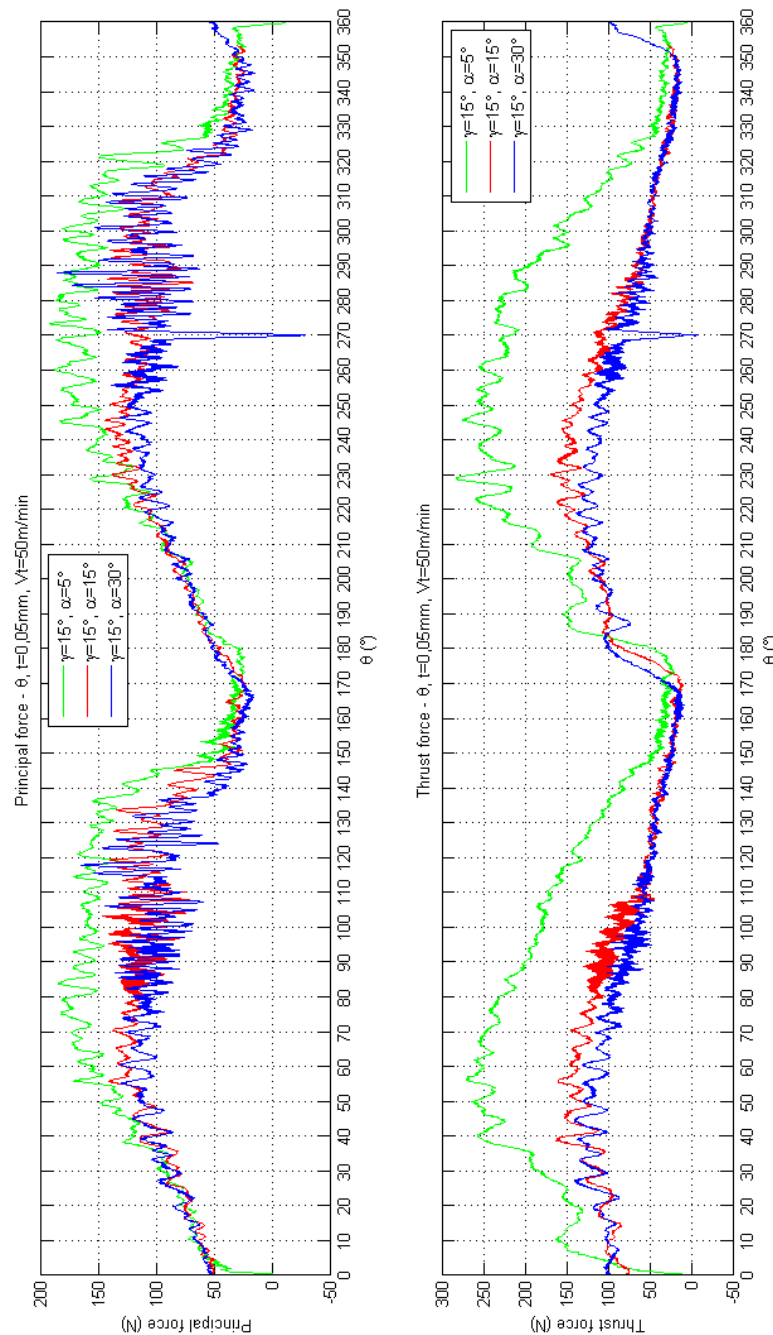 Principal force - θ, t=0,05mm, Vt=50m/min
Principal force (N)
200
150
100
50
0
-50
γ=15°, α=5°
γ=15°, α=15°
γ=15°, α=30°
0 10 20 30 40 50 60 70 80 90 100 110 120 130 140 150 160 170 180 190 200 210 220 230 240 250 260 270 280 290 300 310 320 330 340 350 360
θ (°)
Thrust force - θ, t=0,05mm, Vt=50m/min
Thrust force (N)
300
250
200
150
100
50
0
-50
γ=15°, α=5°
γ=15°, α=15°
γ=15°, α=30°
0 10 20 30 40 50 60 70 80 90 100 110 120 130 140 150 160 170 180 190 200 210 220 230 240 250 260 270 280 290 300 310 320 330 340 350 360
θ (°)